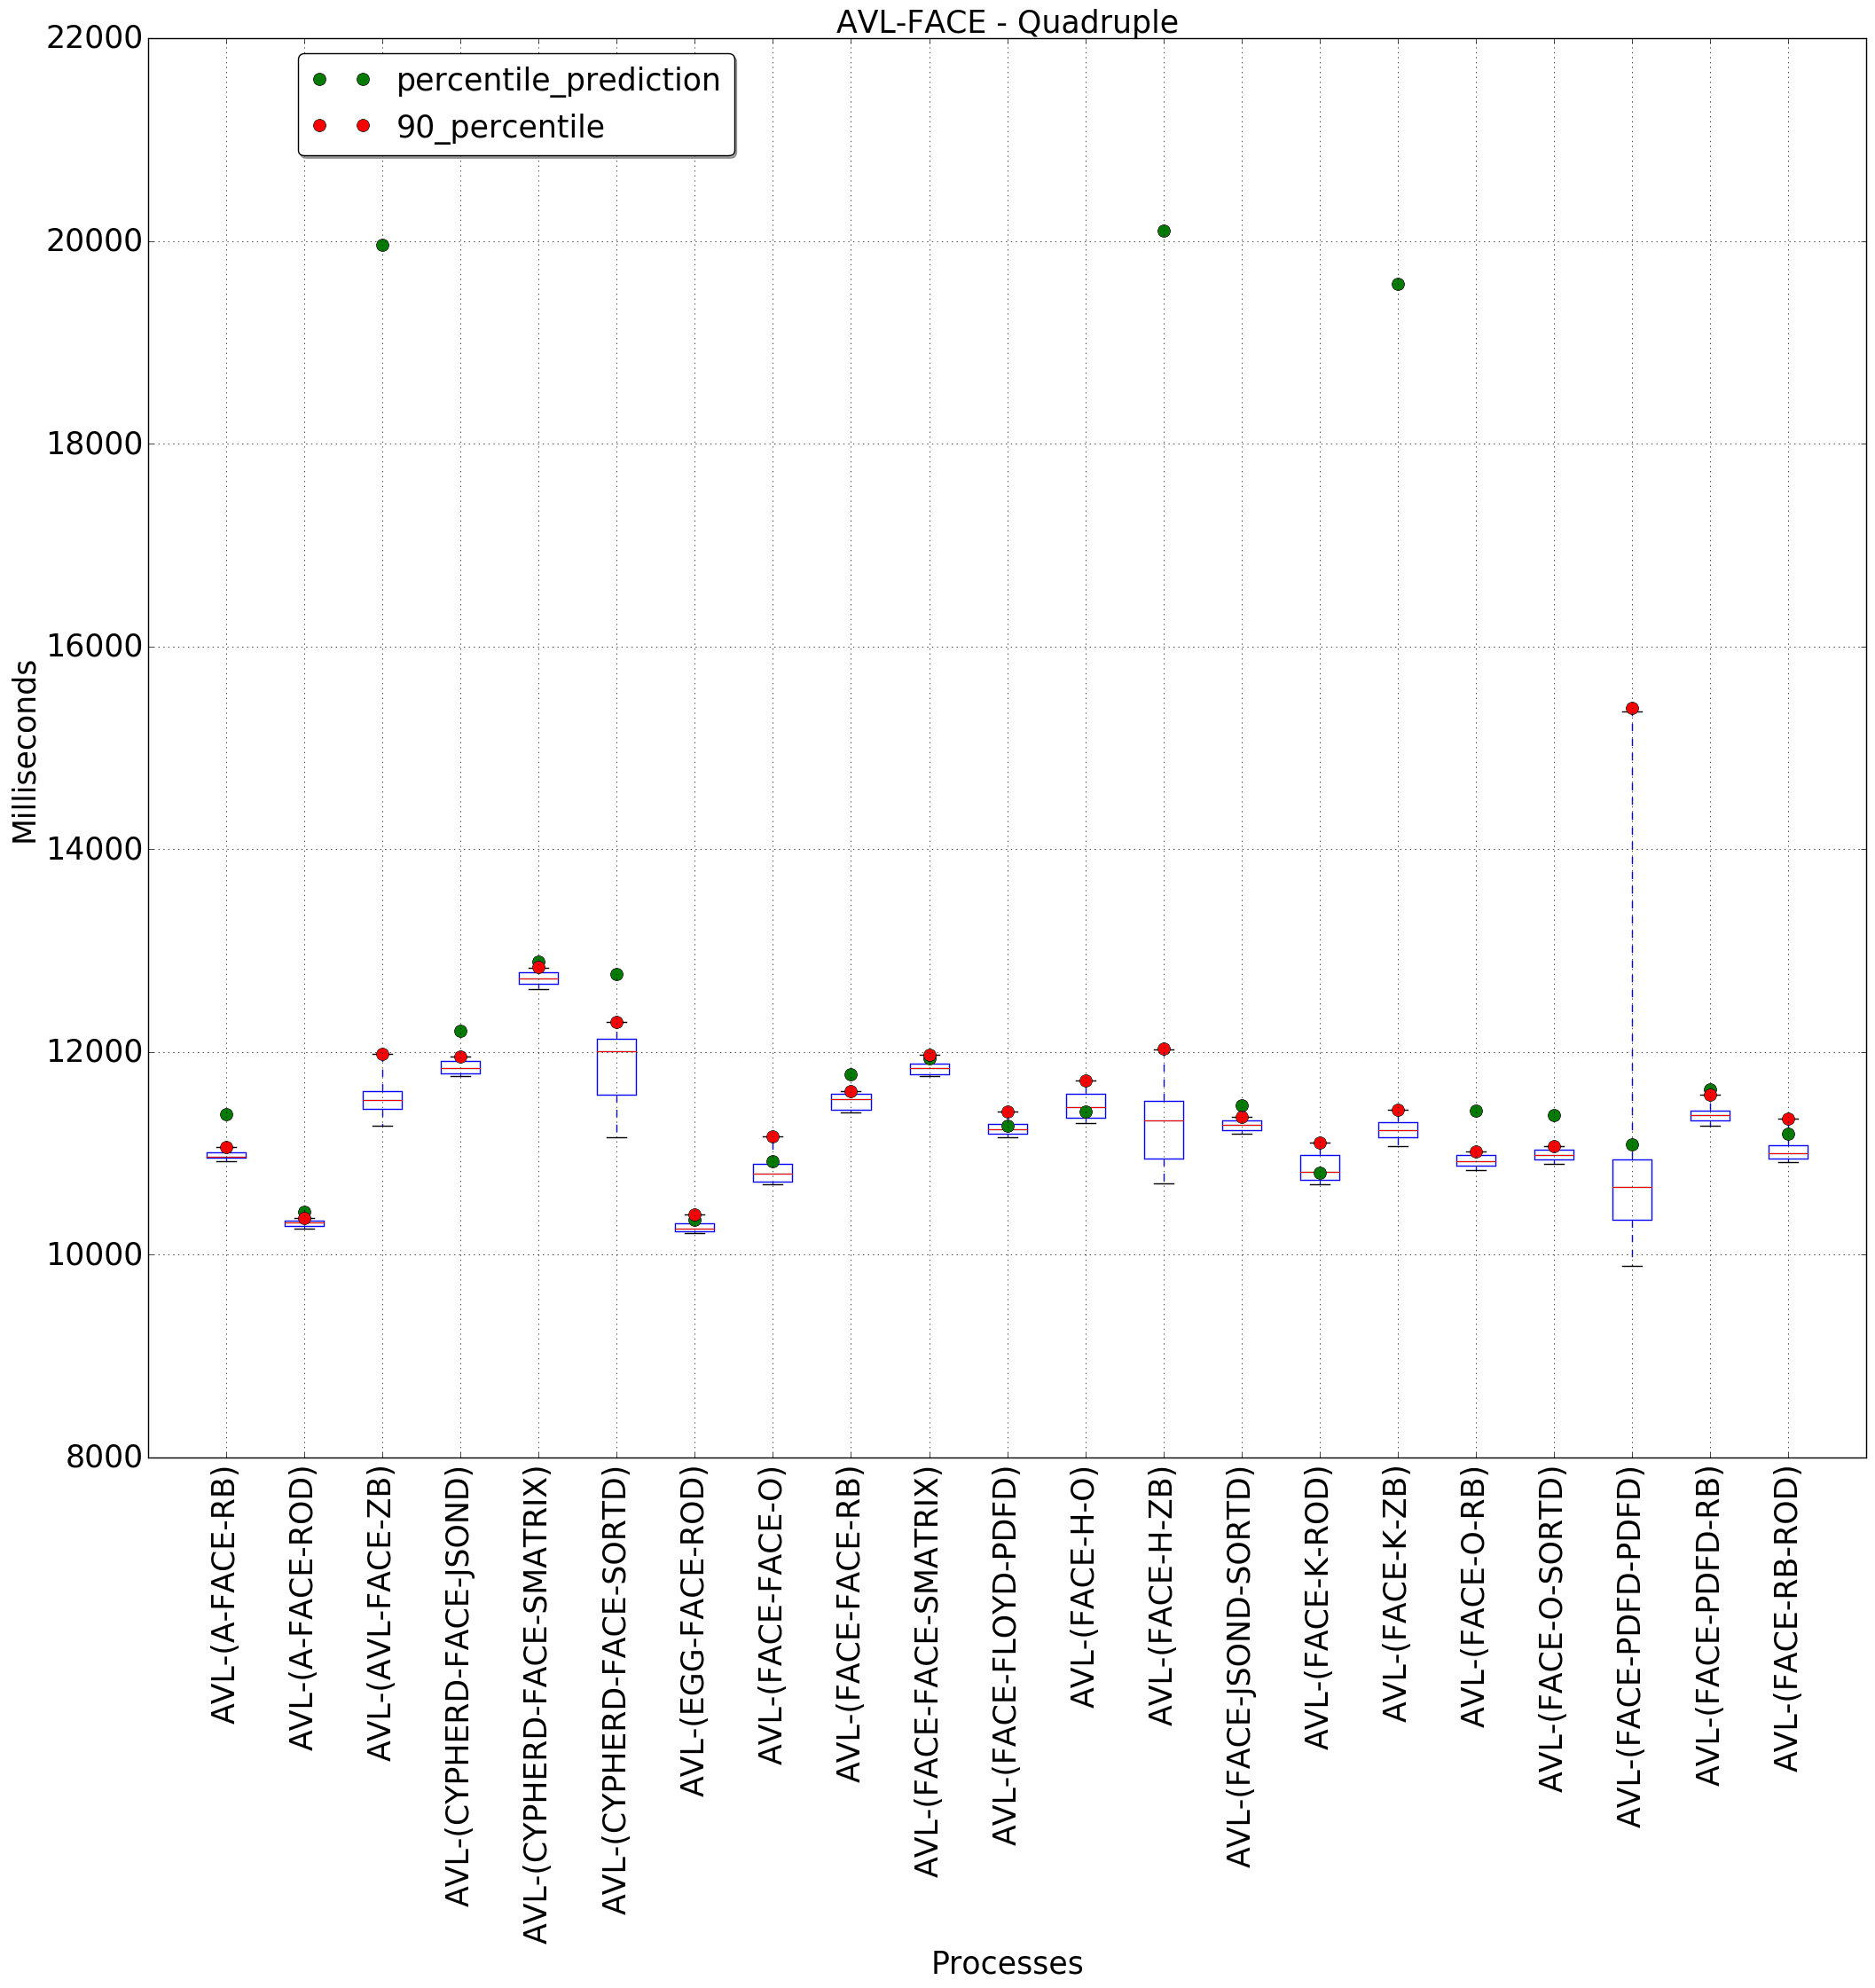 AVL-FACE - Quadruple
percentile_prediction
90_percentile
22000
20000
18000
16000
14000
12000
10000
8000
Milliseconds
AVL-(A-FACE-RB)
AVL-(A-FACE-ROD)
AVL-(AVL-FACE-ZB)
AVL-(CYPHERD-FACE-JSOND)
AVL-(CYPHERD-FACE-SMATRIX)
AVL-(CYPHERD-FACE-SORTD)
AVL-(EGG-FACE-ROD)
AVL-(FACE-FACE-O)
AVL-(FACE-FACE-RB)
AVL-(FACE-FACE-SMATRIX)
AVL-(FACE-FLOYD-PDFD)
AVL-(FACE-H-O)
AVL-(FACE-H-ZB)
AVL-(FACE-JSOND-SORTD)
AVL-(FACE-K-ROD)
AVL-(FACE-K-ZB)
AVL-(FACE-O-RB)
AVL-(FACE-O-SORTD)
AVL-(FACE-PDFD-PDFD)
AVL-(FACE-PDFD-RB)
AVL-(FACE-RB-ROD)
Processes